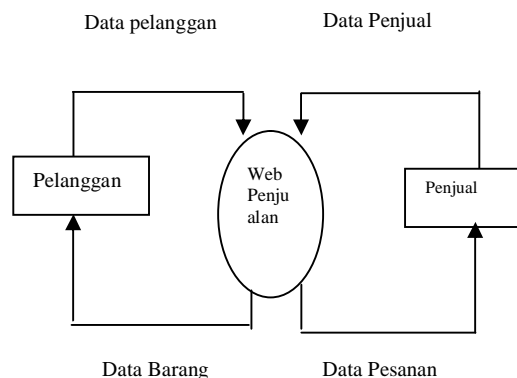 Data pelanggan
Data Penjual
Pelanggan
Web
Penju
alan
Penjual
Data Barang
Data Pesanan